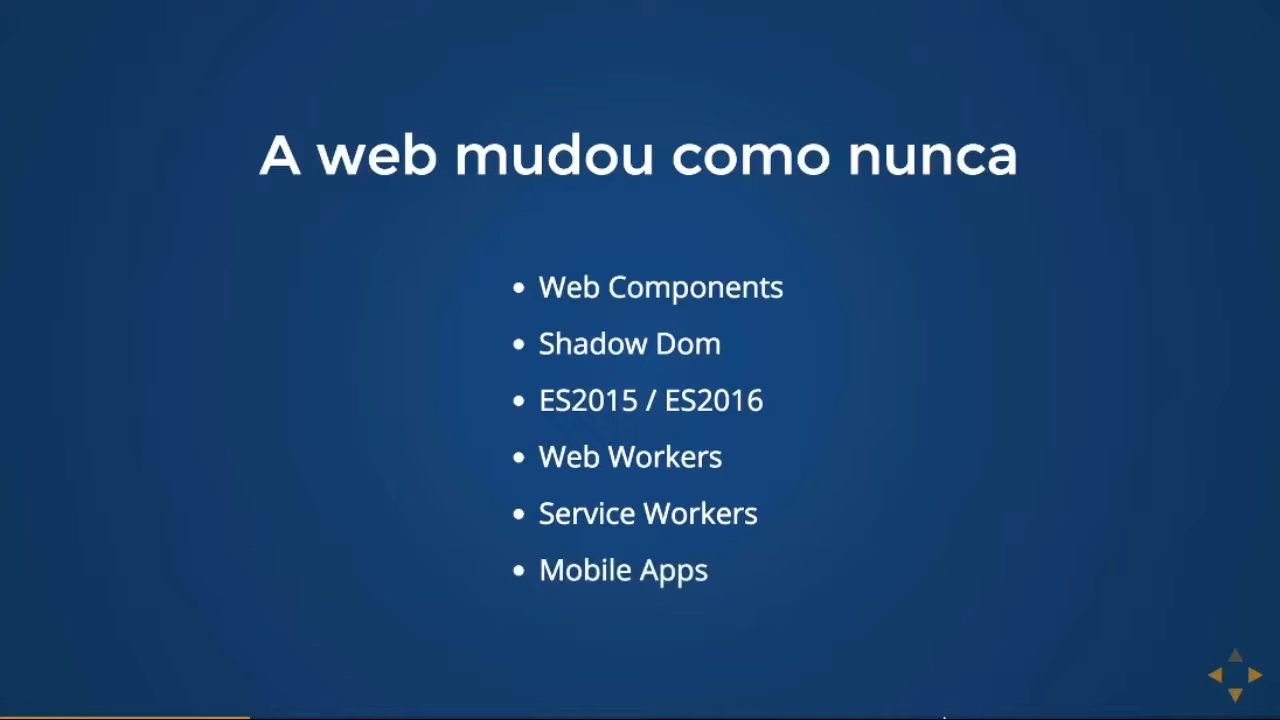 A web mudou como nunca
• Web Components
• Shadow Dom
• ES2015 / ES2016
• Web Workers
• Service Workers
• Mobile Apps